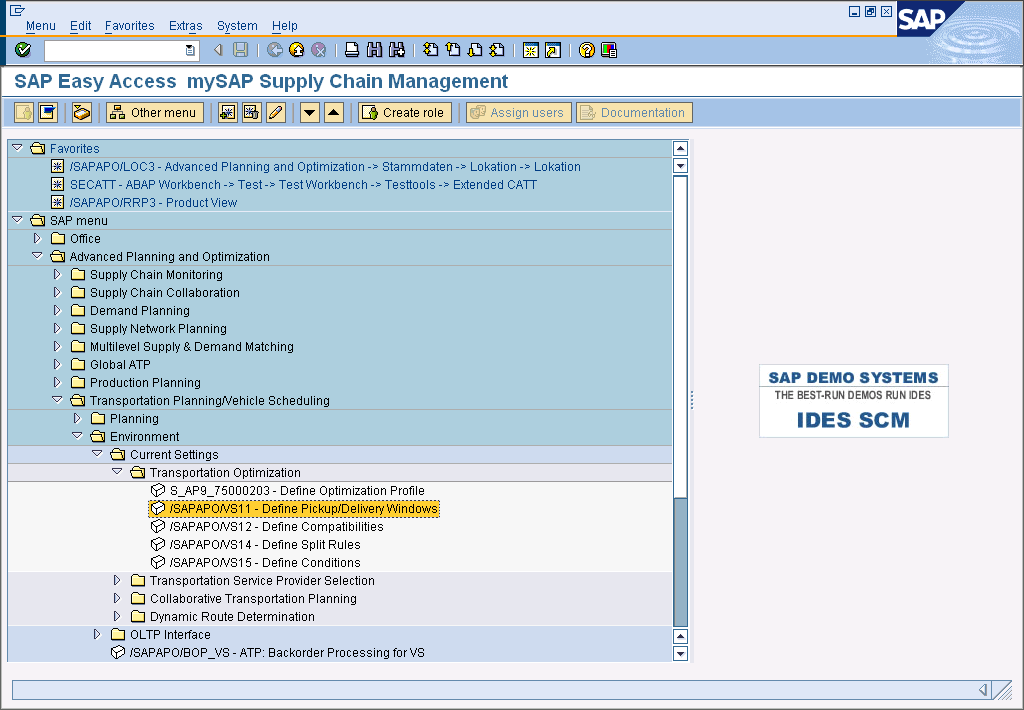 Menu Edit Favorites Extras System Help
SAP
SAP Easy Access mySAP Supply Chain Management
Other menu Create role Assign users Documentation
Favorites
/SAPAPO/LOC3 - Advanced Planning and Optimization -> Stammdaten -> Lokation -> Lokation
SECATT - ABAP Workbench -> Test -> Test Workbench -> Testtools -> Extended CATT
/SAPAPO/RRP3 - Product View
SAP menu
Office
Advanced Planning and Optimization
Supply Chain Monitoring
Supply Chain Collaboration
Demand Planning
Supply Network Planning
Multilevel Supply & Demand Matching
Global ATP
Production Planning
Transportation Planning/Vehicle Scheduling
Planning
Environment
Current Settings
Transportation Optimization
S_AP9_75000203 - Define Optimization Profile
/SAPAPO/VS11 - Define Pickup/Delivery Windows
/SAPAPO/VS12 - Define Compatibilities
/SAPAPO/VS14 - Define Split Rules
/SAPAPO/VS15 - Define Conditions
Transportation Service Provider Selection
Collaborative Transportation Planning
Dynamic Route Determination
OLTP Interface
/SAPAPO/BOP_VS - ATP: Backorder Processing for VS
SAP DEMO SYSTEMS
THE BEST-RUN DEMOS RUN IDES
IDES SCM